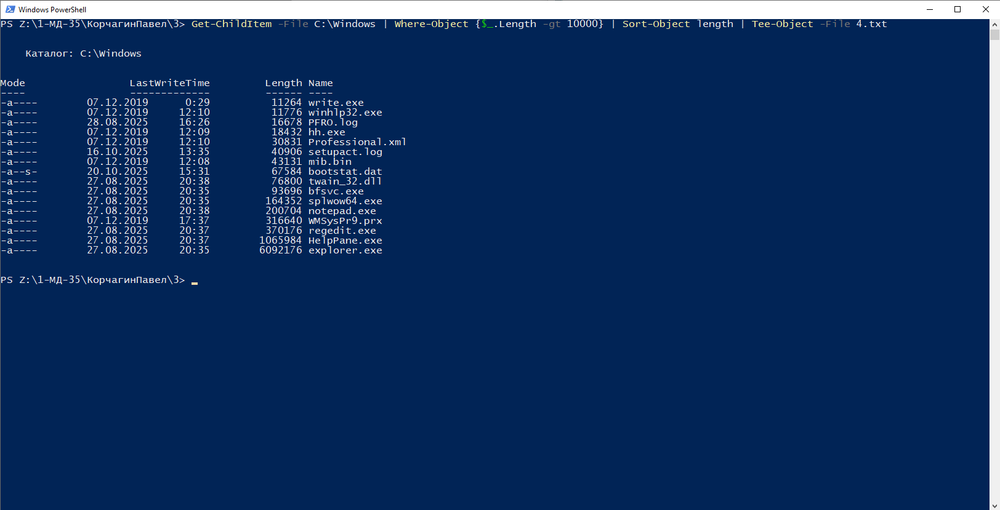 Windows PowerShell
PS Z:\1-МД-35\КорчагинПавел\3> Get-ChildItem -File C:\Windows | Where-Object {$_.Length -gt 10000} | Sort-Object length | Tee-Object -File 4.txt
Каталог: C:\Windows
Mode LastWriteTime Length Name
---- ------------- ------ ----
-a---- 07.12.2019 0:29 11264 write.exe
-a---- 07.12.2019 12:10 11776 winhlp32.exe
-a---- 28.08.2025 16:26 16678 PFRO.log
-a---- 07.12.2019 12:09 18432 hh.exe
-a---- 07.12.2019 12:10 30831 Professional.xml
-a---- 16.10.2025 13:35 40906 setupact.log
-a---- 07.12.2019 12:08 43131 mib.bin
-a--s- 20.10.2025 15:31 67584 bootstat.dat
-a---- 27.08.2025 20:38 76800 twain_32.dll
-a---- 27.08.2025 20:35 93696 bfsvc.exe
-a---- 27.08.2025 20:35 164352 splwow64.exe
-a---- 27.08.2025 20:38 200704 notepad.exe
-a---- 07.12.2019 17:37 316640 WMSysPr9.prx
-a---- 27.08.2025 20:37 370176 regedit.exe
-a---- 27.08.2025 20:37 1065984 HelpPane.exe
-a---- 27.08.2025 20:35 6092176 explorer.exe
PS Z:\1-МД-35\КорчагинПавел\3>